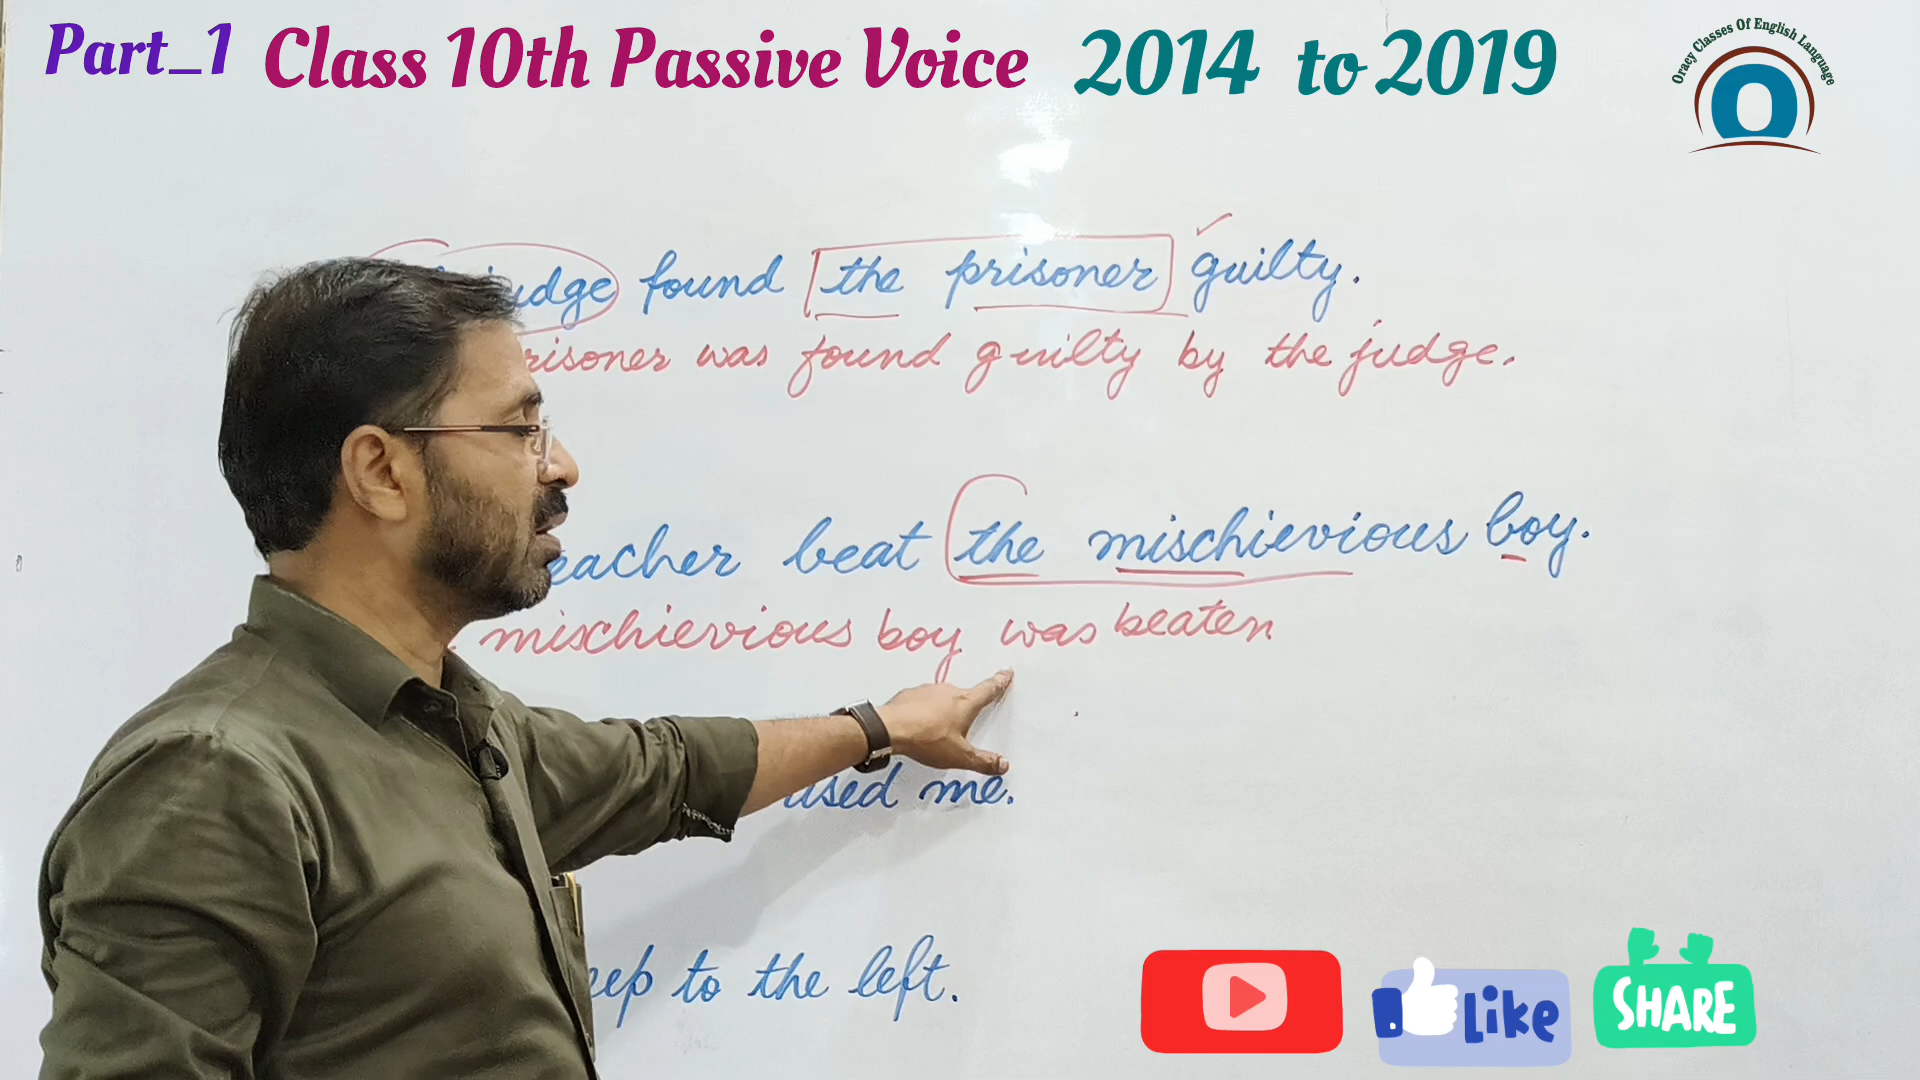 Part_1 Class 10th Passive Voice 2014 to 2019
Oracy Classes Of English Language
O
judge found the prisoner guilty.
risoner was found guilty by the judge.
eacher beat the mischievious boy.
mischievious boy was beaten
used me.
eep to the left.
Like
SHARE